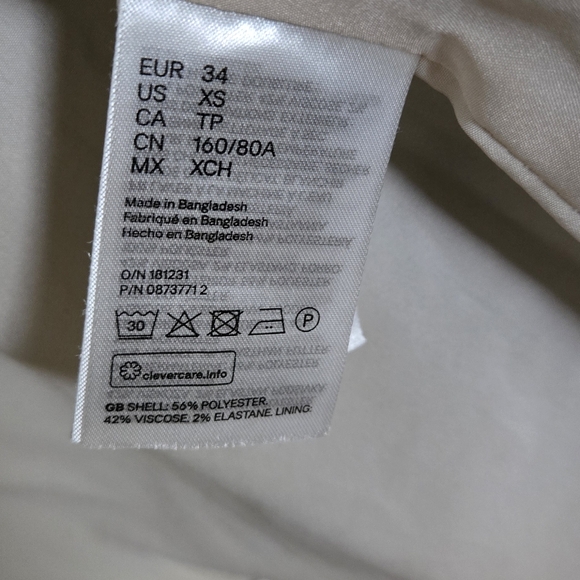 EUR 34
US XS
CA TP
CN 160/80A
MX XCH
Made in Bangladesh
Fabriqué en Bangladesh
Hecho en Bangladesh
O/N 181231
P/N 0873771 2
30 P
clevercare.info
GB SHELL: 56% POLYESTER.
42% VISCOSE. 2% ELASTANE. LINING: